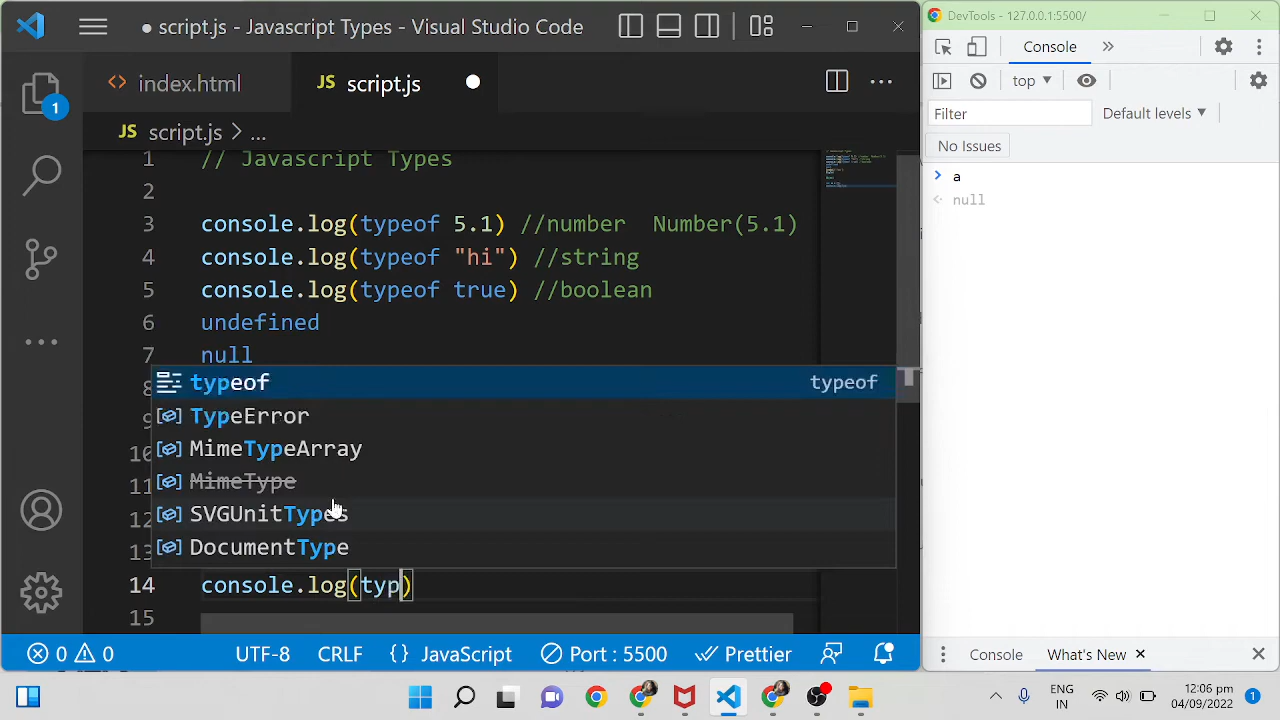 script.js - Javascript Types - Visual Studio Code
DevTools - 127.0.0.1:5500/
index.html
JS script.js
JS script.js > ...
1 // Javascript Types
2
3 console.log(typeof 5.1) //number Number(5.1)
4 console.log(typeof "hi") //string
5 console.log(typeof true) //boolean
6 undefined
7 null
typeof typeof
TypeError
MimeTypeArray
MimeType
SVGUnitTypes
DocumentType
14 console.log(typ)
15
1
Console
top
Filter
Default levels
No Issues
> a
null
0 0
UTF-8
CRLF
{} JavaScript
Port : 5500
Prettier
Console
What's New
ENG
IN
12:06 pm
04/09/2022
1